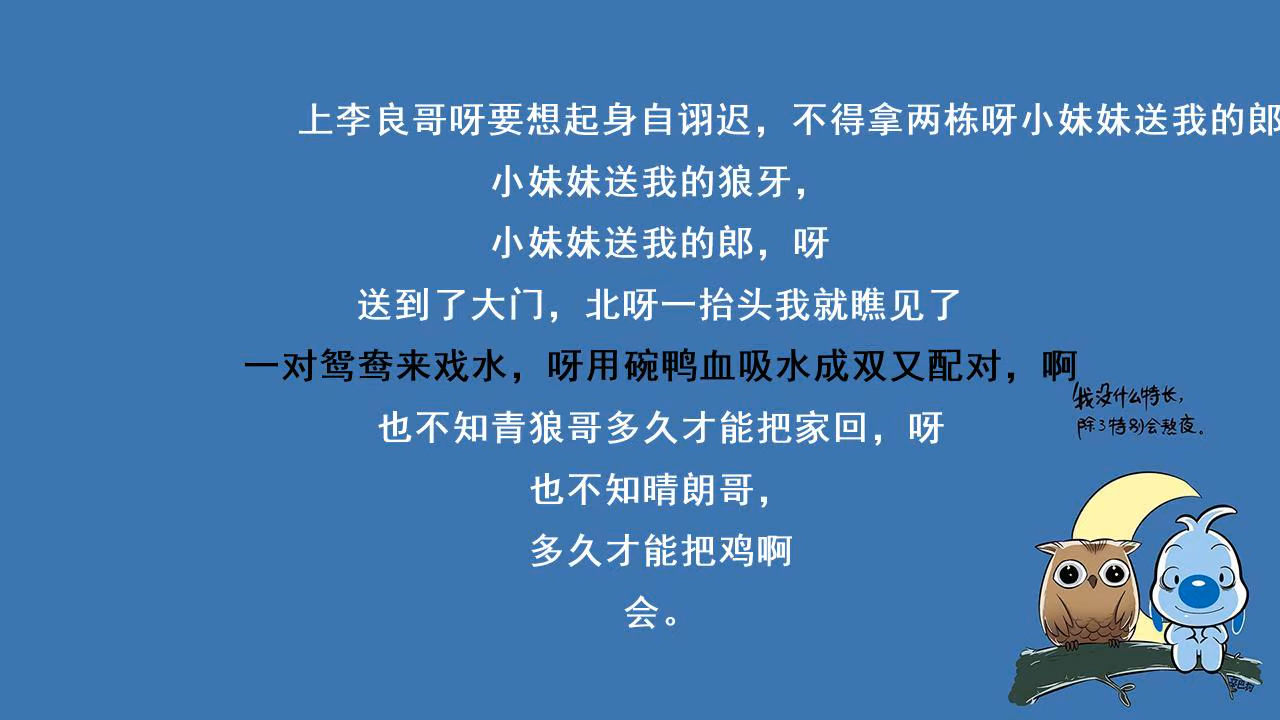 上李良哥呀要想起身自诩迟，不得拿两栋呀小妹妹送我的郎
小妹妹送我的狼牙，
小妹妹送我的郎，呀
送到了大门，北呀一抬头我就瞧见了
一对鸳鸯来戏水，呀用碗鸭血吸水成双又配对，啊
我没什么特长，
除了特别会熬夜。
也不知青狼哥多久才能把家回，呀
也不知晴朗哥，
多久才能把鸡啊
会。